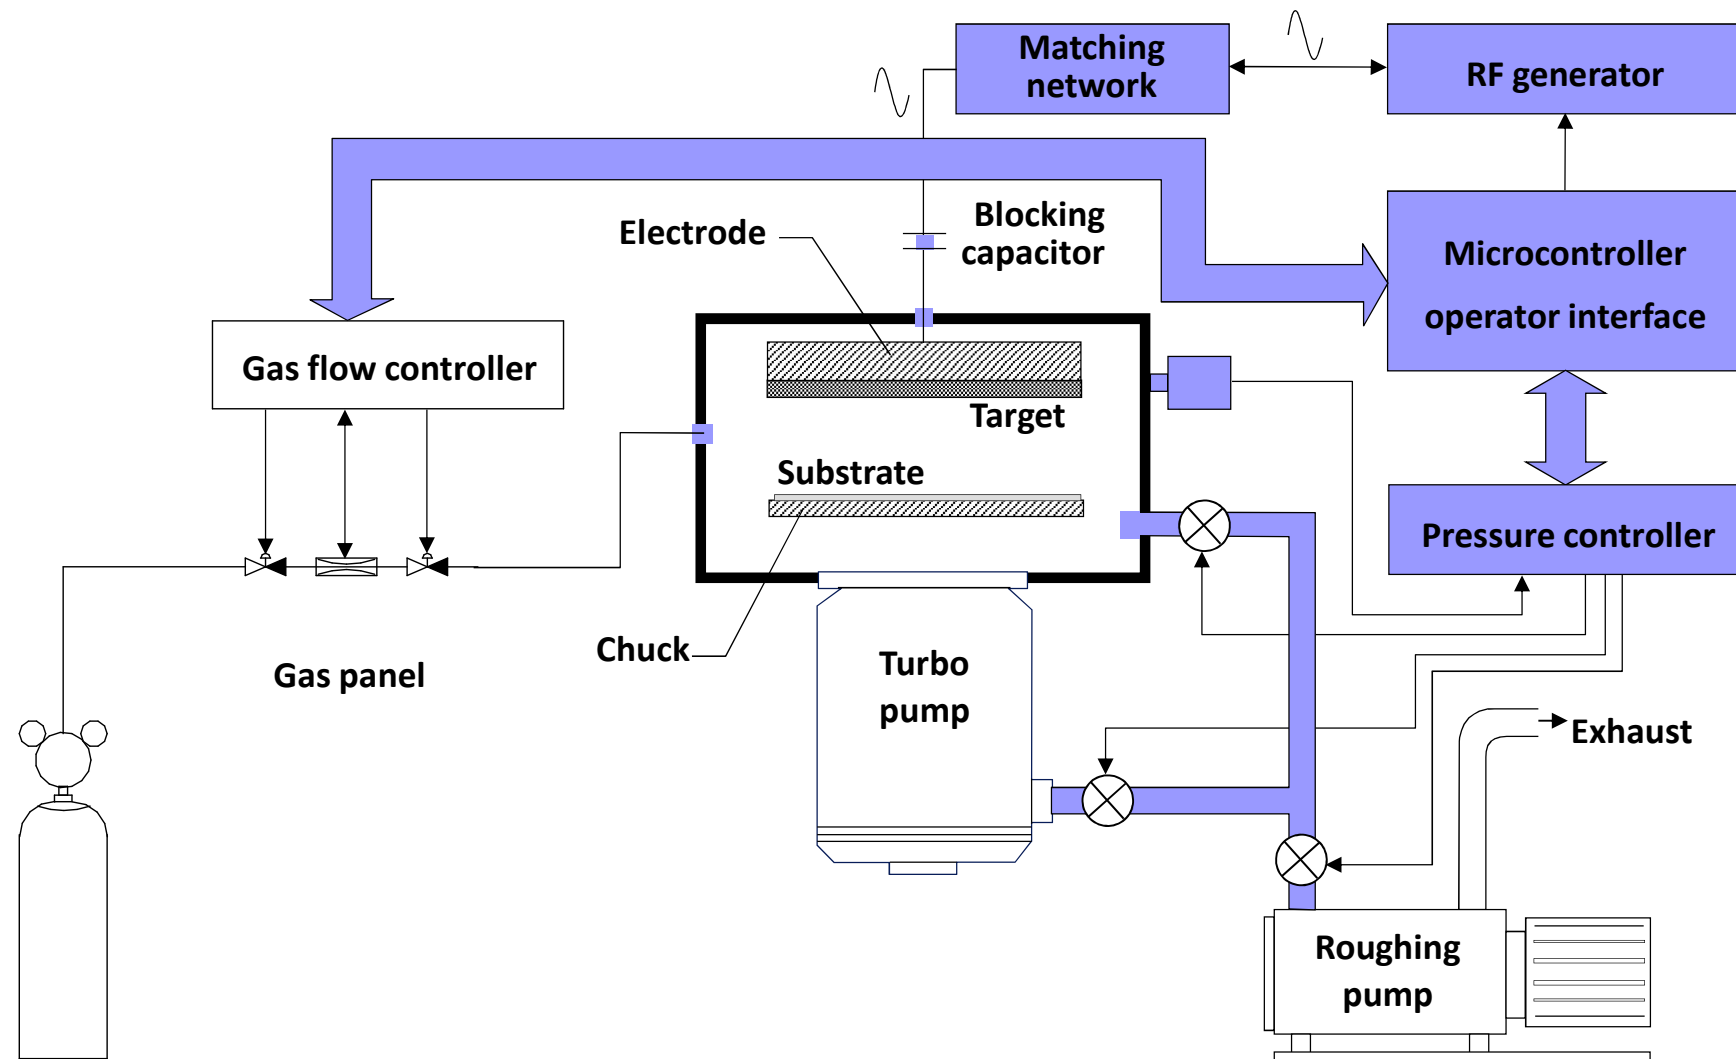 Matching
network
RF generator
Blocking
capacitor
Electrode
Microcontroller
operator interface
Gas flow controller
Target
Substrate
Pressure controller
Chuck
Gas panel
Turbo
pump
Exhaust
Roughing
pump